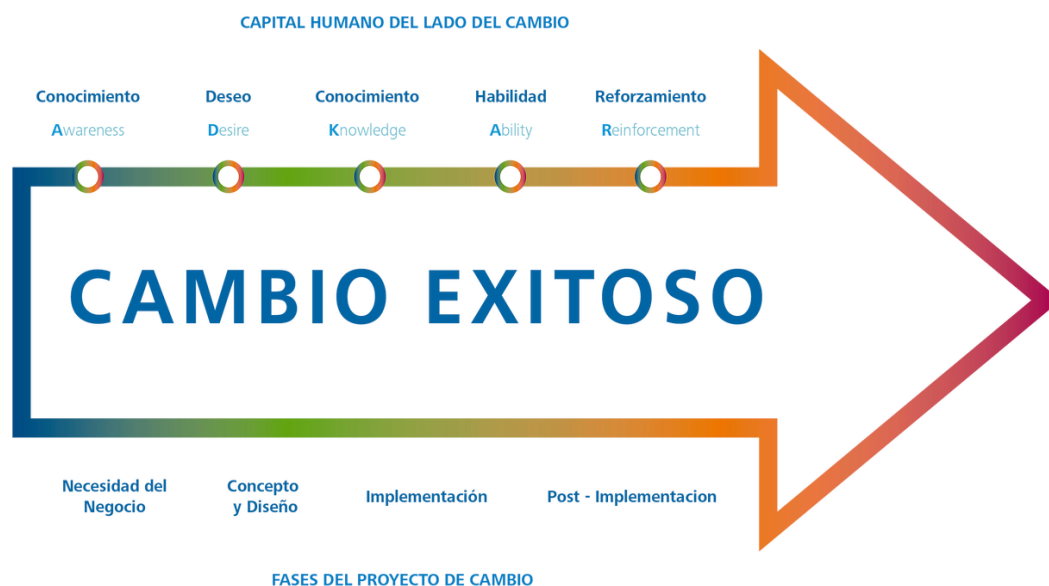 CAPITAL HUMANO DEL LADO DEL CAMBIO
Conocimiento Deseo Conocimiento Habilidad Reforzamiento
Awareness Desire Knowledge Ability Reinforcement
CAMBIO EXITOSO
Necesidad del
Negocio
Concepto
y Diseño
Implementación
Post - Implementacion
FASES DEL PROYECTO DE CAMBIO